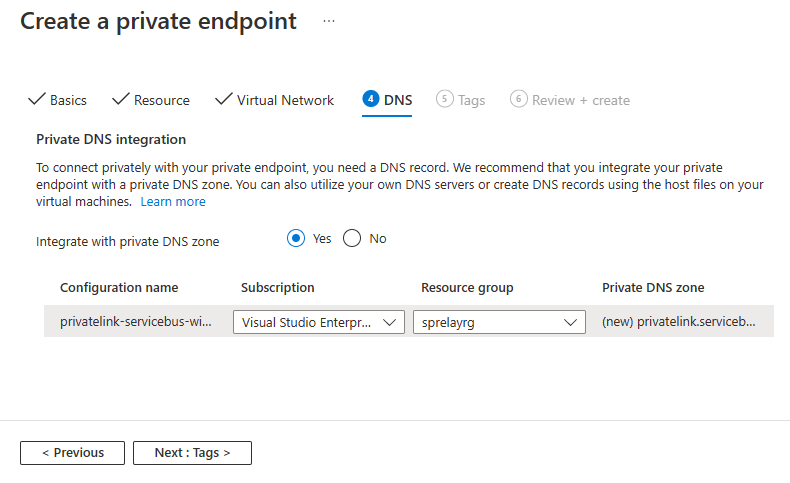 Create a private endpoint ...
Basics Resource Virtual Network 4 DNS 5 Tags 6 Review + create
Private DNS integration
To connect privately with your private endpoint, you need a DNS record. We recommend that you integrate your private
endpoint with a private DNS zone. You can also utilize your own DNS servers or create DNS records using the host files on your
virtual machines. Learn more
Integrate with private DNS zone Yes No
Configuration name Subscription Resource group Private DNS zone
privatelink-servicebus-wi... Visual Studio Enterpr... sprelayrg (new) privatelink.serviceb...
< Previous Next : Tags >